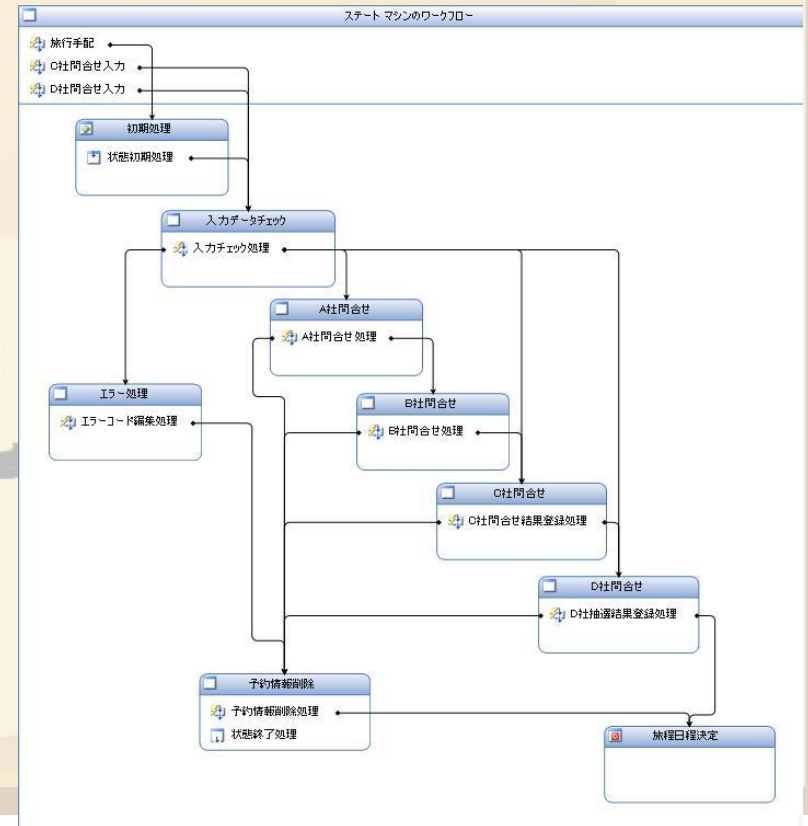 ステート マシンのワークフロー
旅行手配
C社問合せ入力
D社問合せ入力
初期処理
状態初期処理
入力データチェック
入力チェック処理
A社問合せ
A社問合せ処理
エラー処理
エラーコード編集処理
B社問合せ
B社問合せ処理
C社問合せ
C社問合せ結果登録処理
D社問合せ
D社抽選結果登録処理
予約情報削除
予約情報削除処理
状態終了処理
旅程日程決定